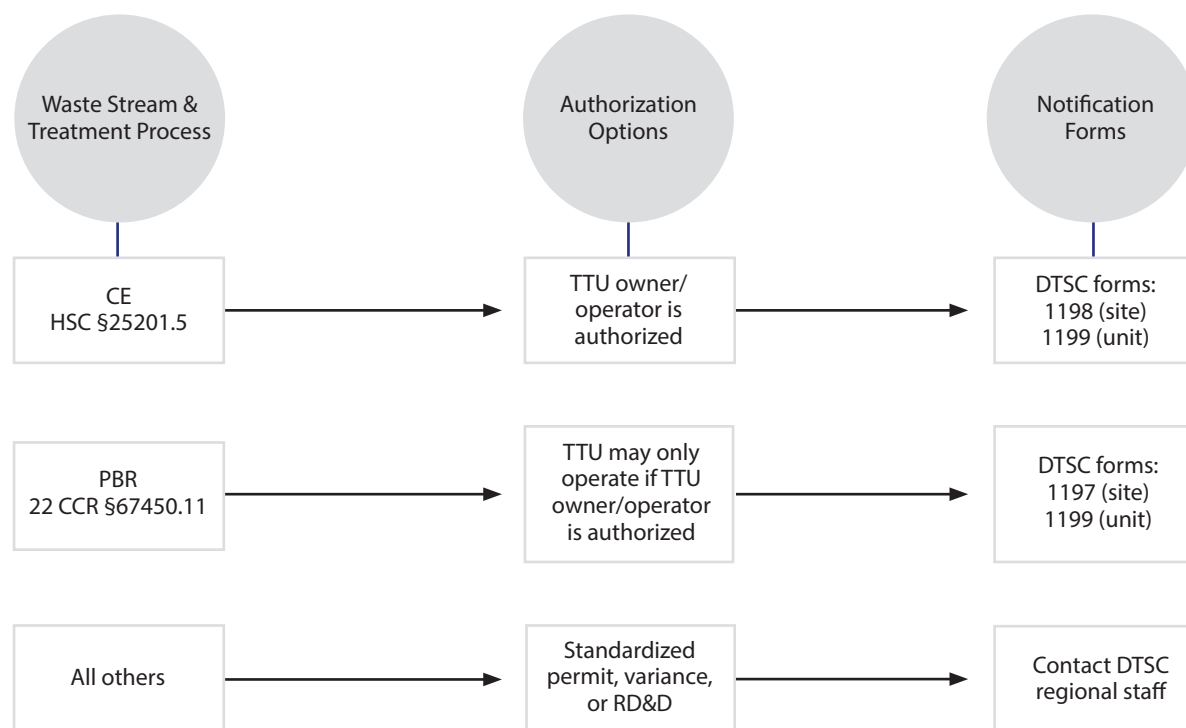 Waste Stream &
Treatment Process
Authorization
Options
Notification
Forms
CE
HSC §25201.5
TTU owner/
operator is
authorized
DTSC forms:
1198 (site)
1199 (unit)
PBR
22 CCR §67450.11
TTU may only
operate if TTU
owner/operator
is authorized
DTSC forms:
1197 (site)
1199 (unit)
All others
Standardized
permit, variance,
or RD&D
Contact DTSC
regional staff